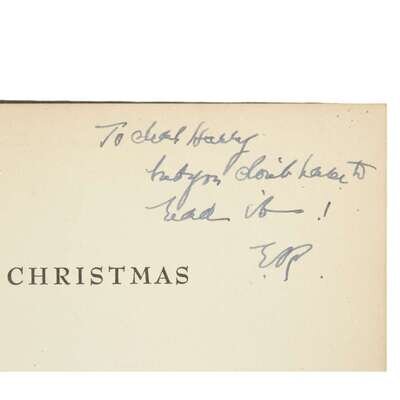 To dear Harry
but you don't have to
read it !
E.R.
CHRISTMAS